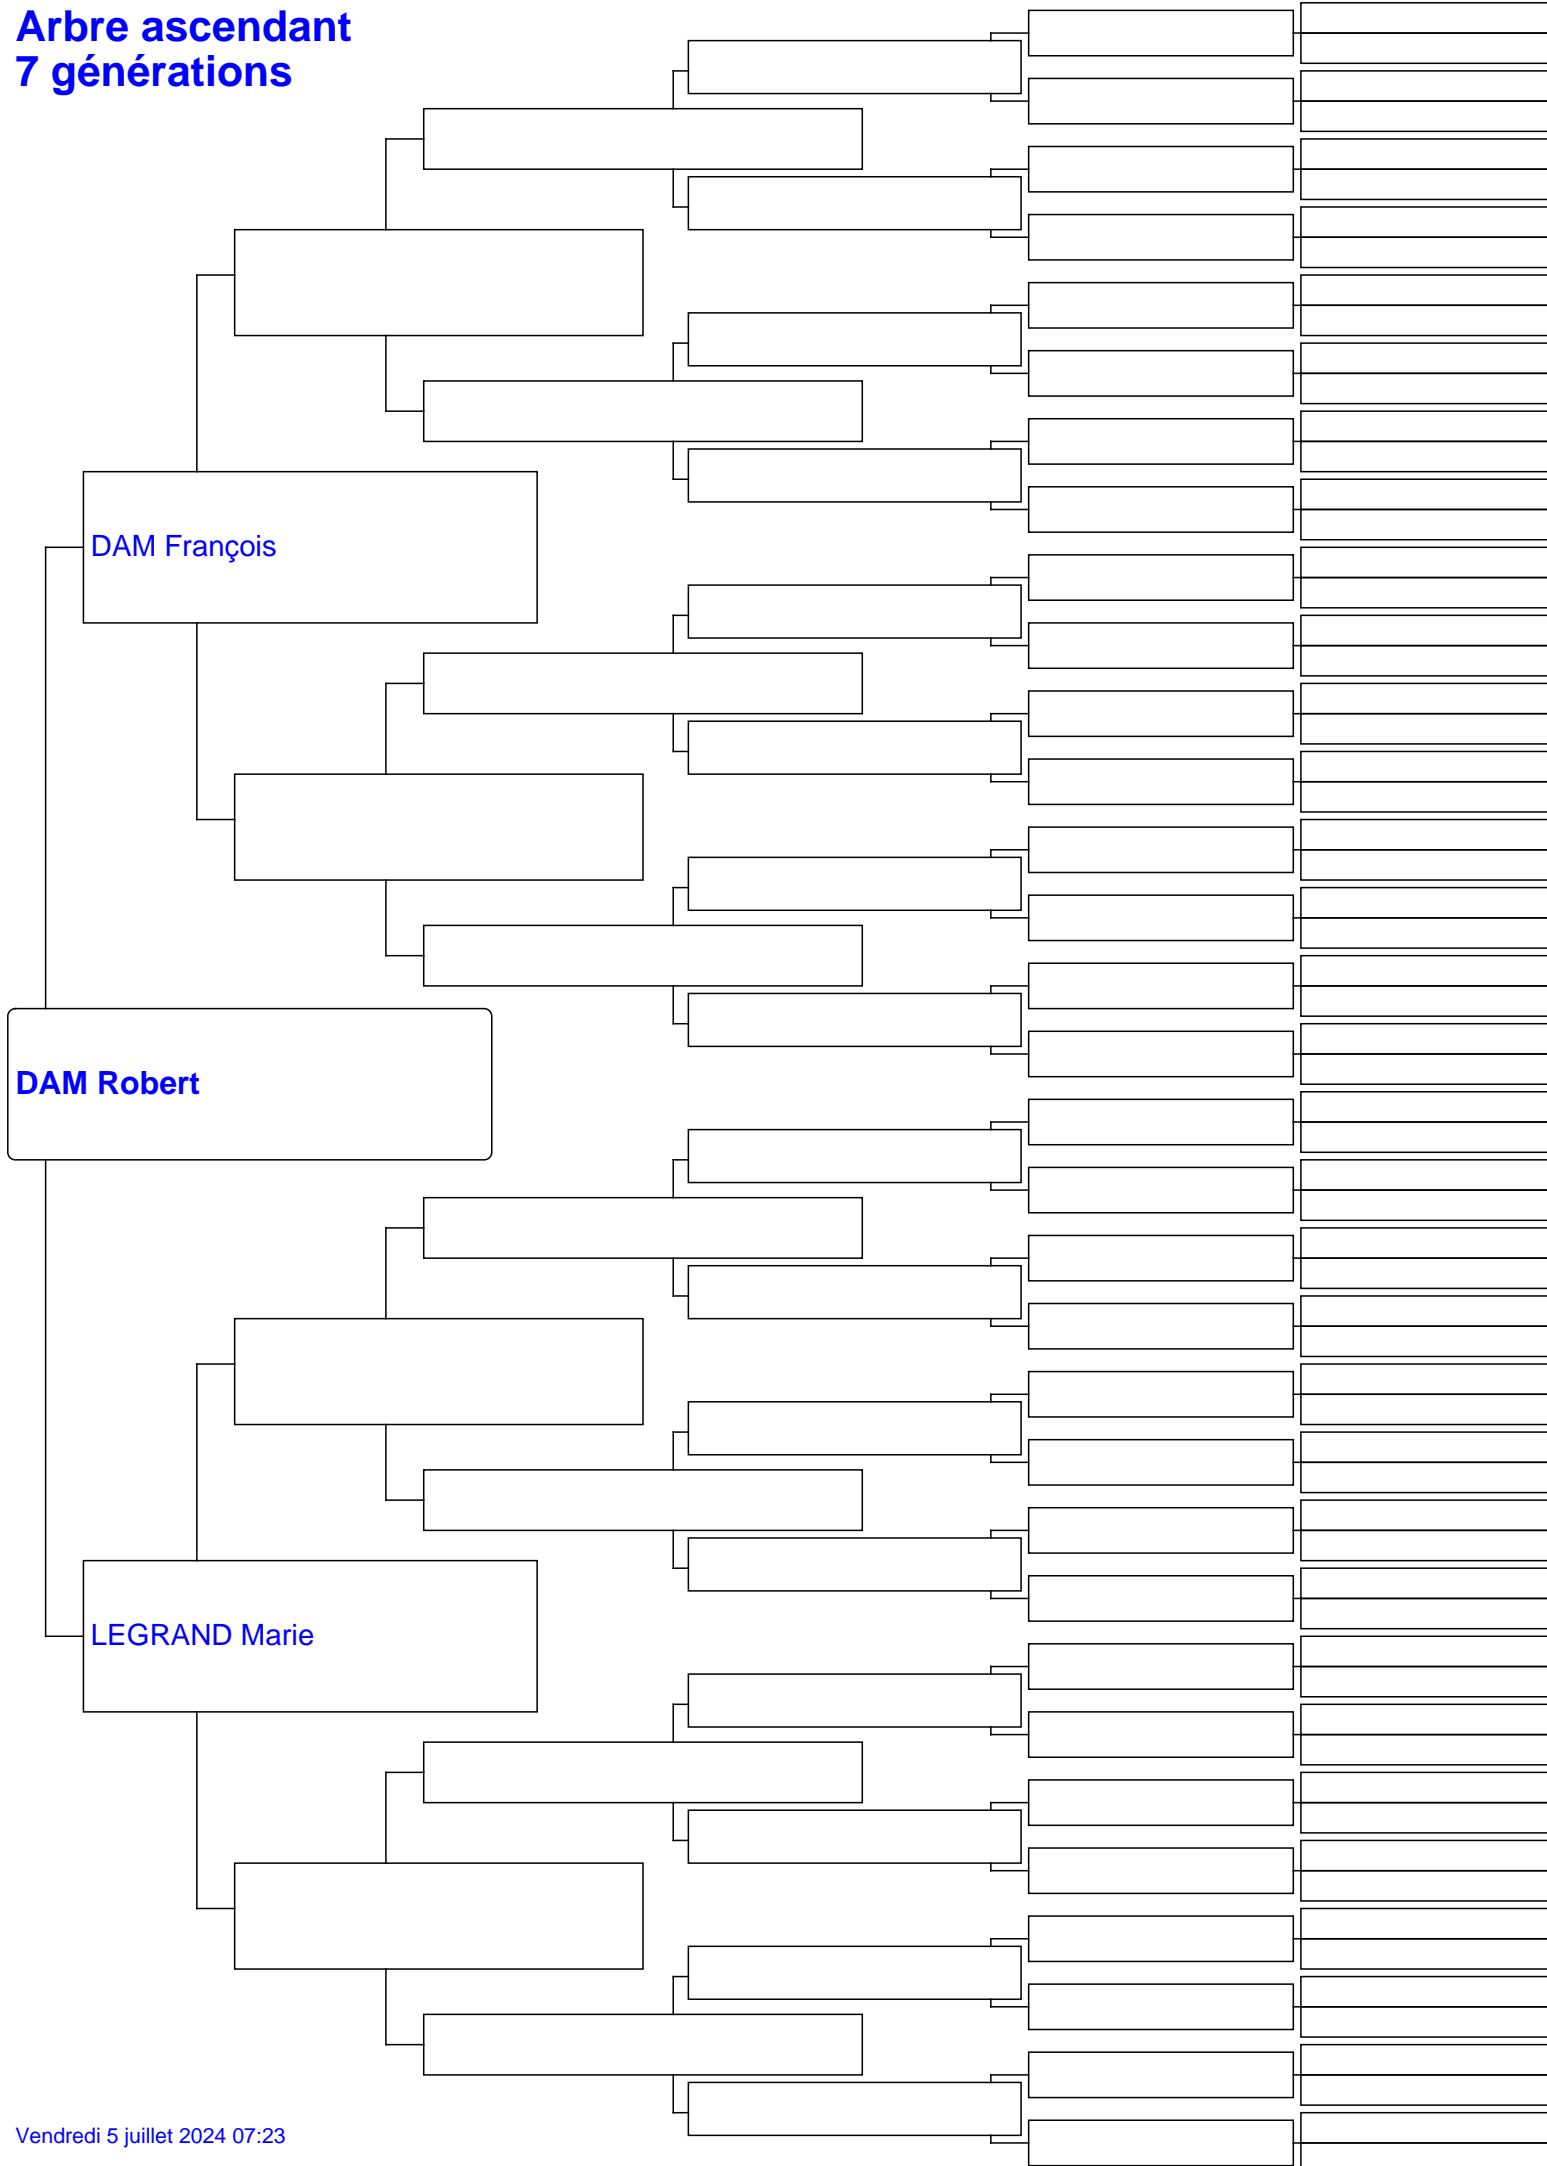 Arbre ascendant
7 générations
DAM François
DAM Robert
LEGRAND Marie
Vendredi 5 juillet 2024 07:23